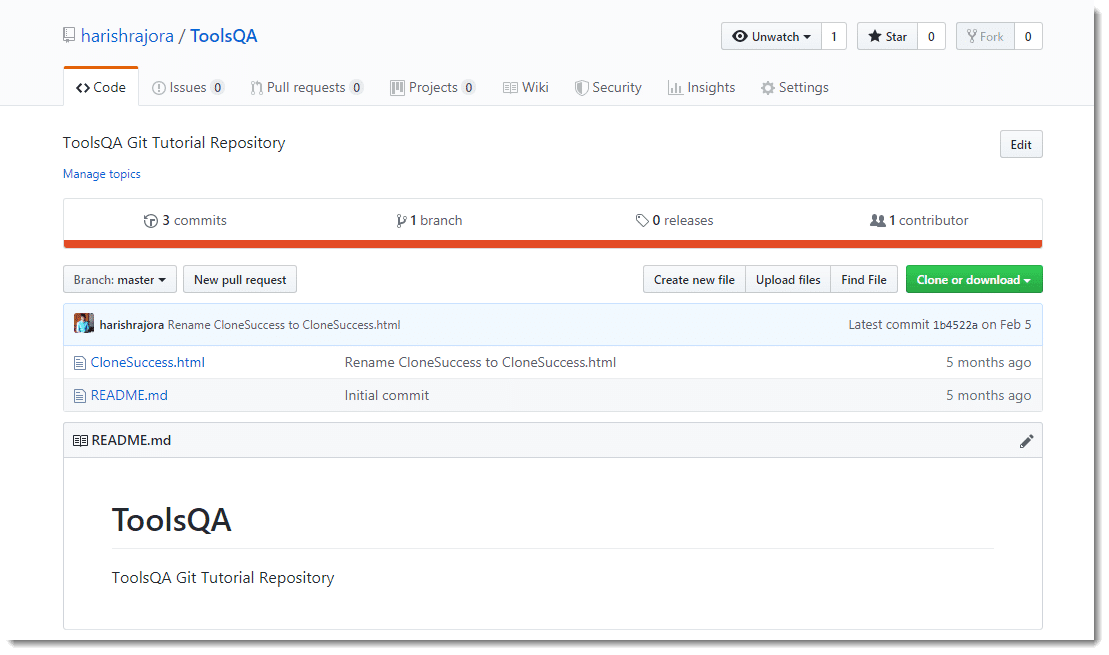 harishrajora / ToolsQA Unwatch 1 Star 0 Fork 0
Code Issues 0 Pull requests 0 Projects 0 Wiki Security Insights Settings
ToolsQA Git Tutorial Repository Edit
Manage topics
3 commits 1 branch 0 releases 1 contributor
Branch: master New pull request Create new file Upload files Find File Clone or download
harishrajora Rename CloneSuccess to CloneSuccess.html Latest commit 1b4522a on Feb 5
CloneSuccess.html Rename CloneSuccess to CloneSuccess.html 5 months ago
README.md Initial commit 5 months ago
README.md
ToolsQA
ToolsQA Git Tutorial Repository